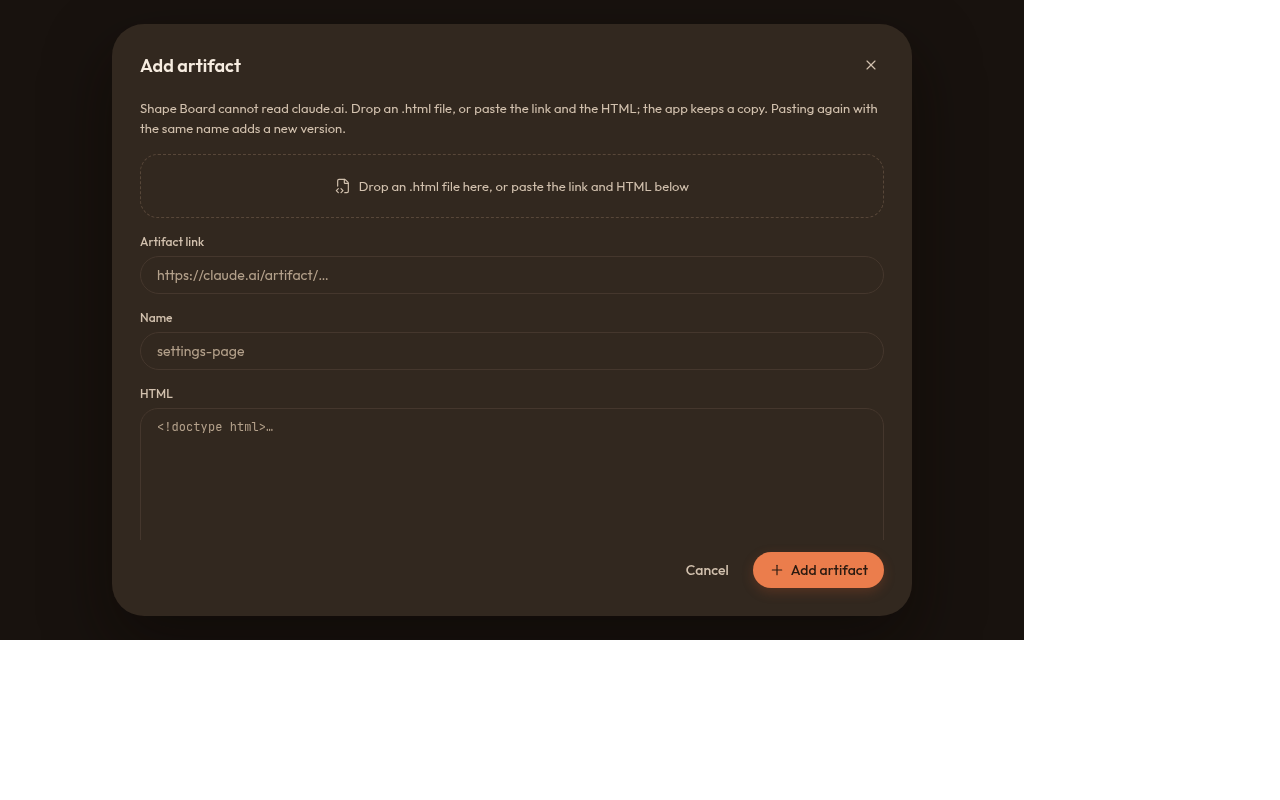 Add artifact
Shape Board cannot read claude.ai. Drop an .html file, or paste the link and the HTML; the app keeps a copy. Pasting again with
the same name adds a new version.
Drop an .html file here, or paste the link and HTML below
Artifact link
https://claude.ai/artifact/…
Name
settings-page
HTML
<!doctype html>…
Cancel
Add artifact